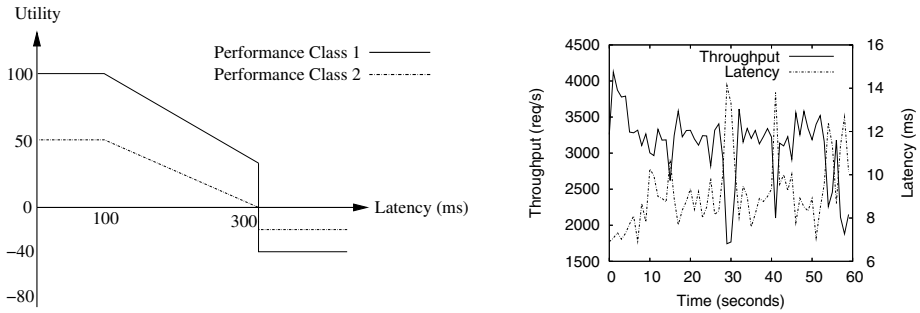 Utility
Performance Class 1
Performance Class 2
100
50
0
100
300
Latency (ms)
−40
−80
4500
4000
3500
3000
2500
2000
1500
Throughput (req/s)
Throughput
Latency
16
14
12
10
8
6
Latency (ms)
0 10 20 30 40 50 60
Time (seconds)